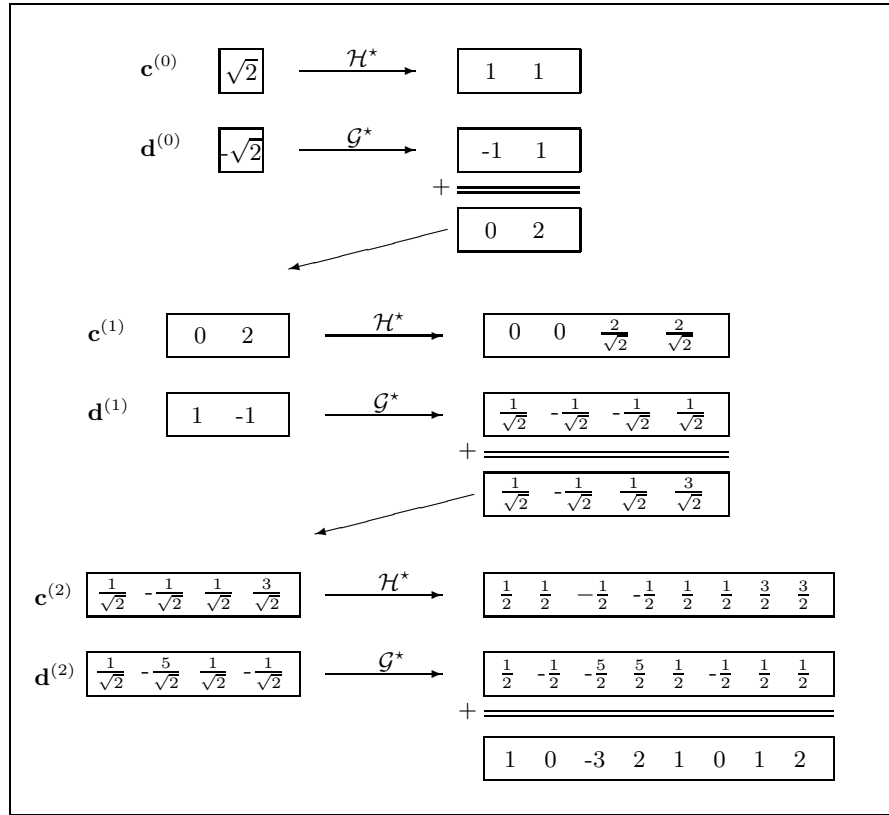 c^(0) √2 H⋆ 1 1
d^(0) -√2 G⋆ -1 1
+
0 2
c^(1) 0 2 H⋆ 0 0 2/√2 2/√2
d^(1) 1 -1 G⋆ 1/√2 -1/√2 -1/√2 1/√2
+
1/√2 -1/√2 1/√2 3/√2
c^(2) 1/√2 -1/√2 1/√2 3/√2 H⋆ 1/2 1/2 −1/2 -1/2 1/2 1/2 3/2 3/2
d^(2) 1/√2 -5/√2 1/√2 -1/√2 G⋆ 1/2 -1/2 -5/2 5/2 1/2 -1/2 1/2 1/2
+
1 0 -3 2 1 0 1 2